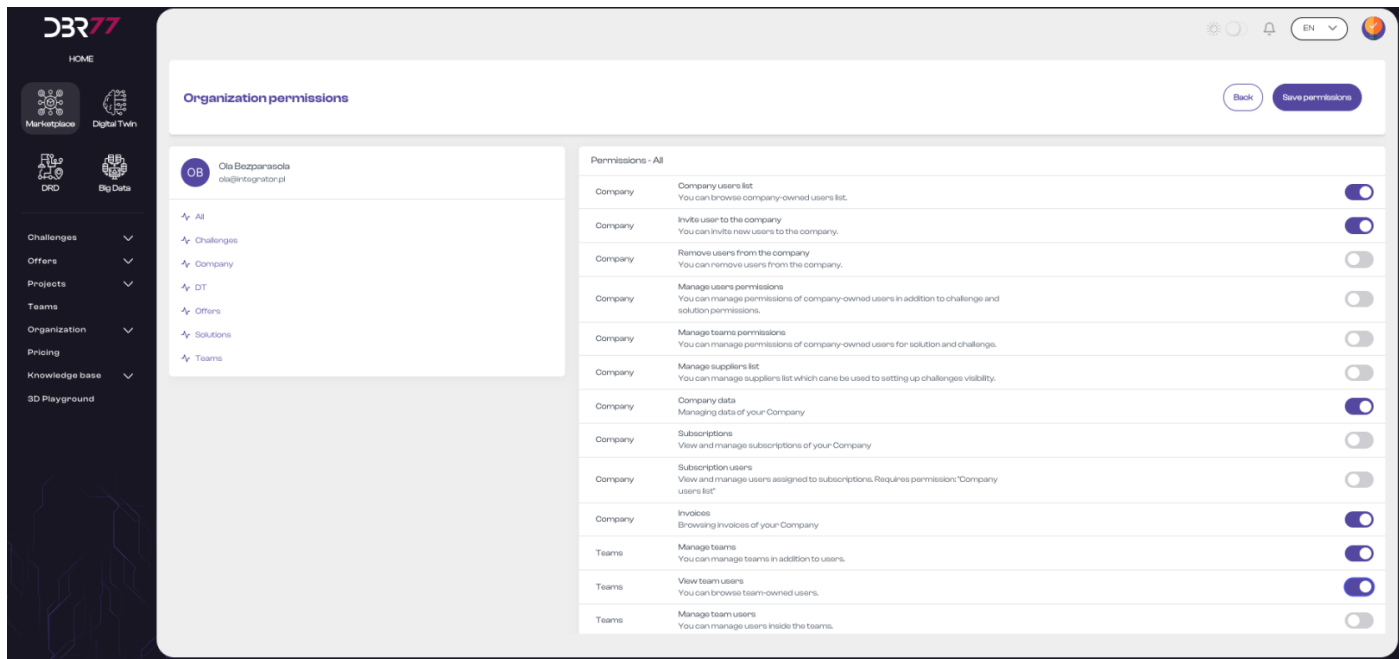 DBR77
HOME
Marketplace
Digital Twin
DRD
Big Data
Challenges
Offers
Projects
Teams
Organization
Pricing
Knowledge base
3D Playground
EN
Organization permissions
Back
Save permissions
OB
Ola Bezparasola
ola@integrator.pl
All
Challenges
Company
DT
Offers
Solutions
Teams
Permissions - All
Company
Company users list
You can browse company-owned users list.
Company
Invite user to the company
You can invite new users to the company.
Company
Remove users from the company
You can remove users from the company.
Company
Manage users permissions
You can manage permissions of company-owned users in addition to challenge and
solution permissions.
Company
Manage teams permissions
You can manage permissions of company-owned users for solution and challenge.
Company
Manage suppliers list
You can manage suppliers list which cane be used to setting up challenges visibility.
Company
Company data
Managing data of your Company
Company
Subscriptions
View and manage subscriptions of your Company
Company
Subscription users
View and manage users assigned to subscriptions. Requires permission: "Company
users list"
Company
Invoices
Browsing invoices of your Company
Teams
Manage teams
You can manage teams in addition to users.
Teams
View team users
You can browse team-owned users.
Teams
Manage team users
You can manage users inside the teams.